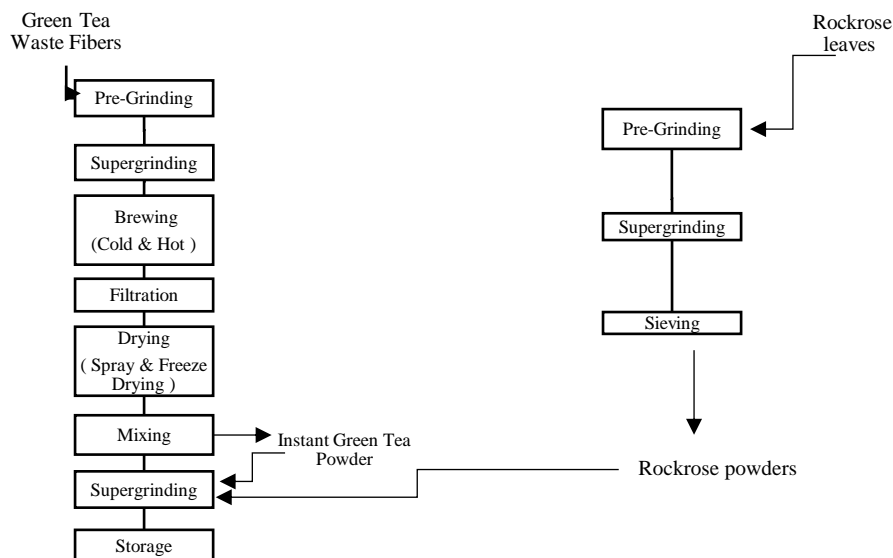 Green Tea
Waste Fibers
Pre-Grinding
Supergrinding
Brewing
(Cold & Hot )
Filtration
Drying
( Spray & Freeze
Drying )
Mixing
Instant Green Tea
Powder
Supergrinding
Storage
Rockrose
leaves
Pre-Grinding
Supergrinding
Sieving
Rockrose powders